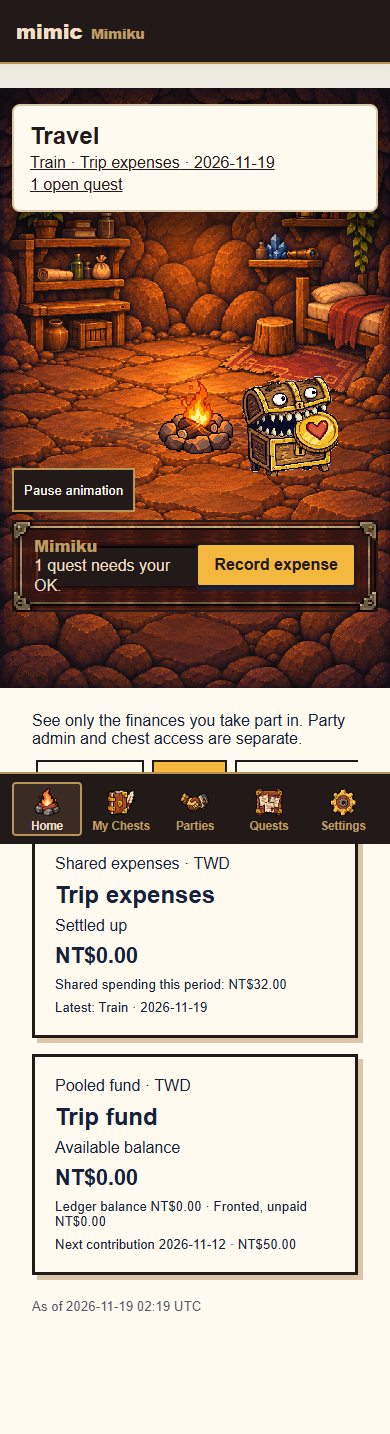 mimic Mimiku
Travel
Train · Trip expenses · 2026-11-19
1 open quest
Pause animation
Mimiku
1 quest needs your
OK.
Record expense
See only the finances you take part in. Party
admin and chest access are separate.
Home
My Chests
Parties
Quests
Settings
Shared expenses · TWD
Trip expenses
Settled up
NT$0.00
Shared spending this period: NT$32.00
Latest: Train · 2026-11-19
Pooled fund · TWD
Trip fund
Available balance
NT$0.00
Ledger balance NT$0.00 · Fronted, unpaid
NT$0.00
Next contribution 2026-11-12 · NT$50.00
As of 2026-11-19 02:19 UTC